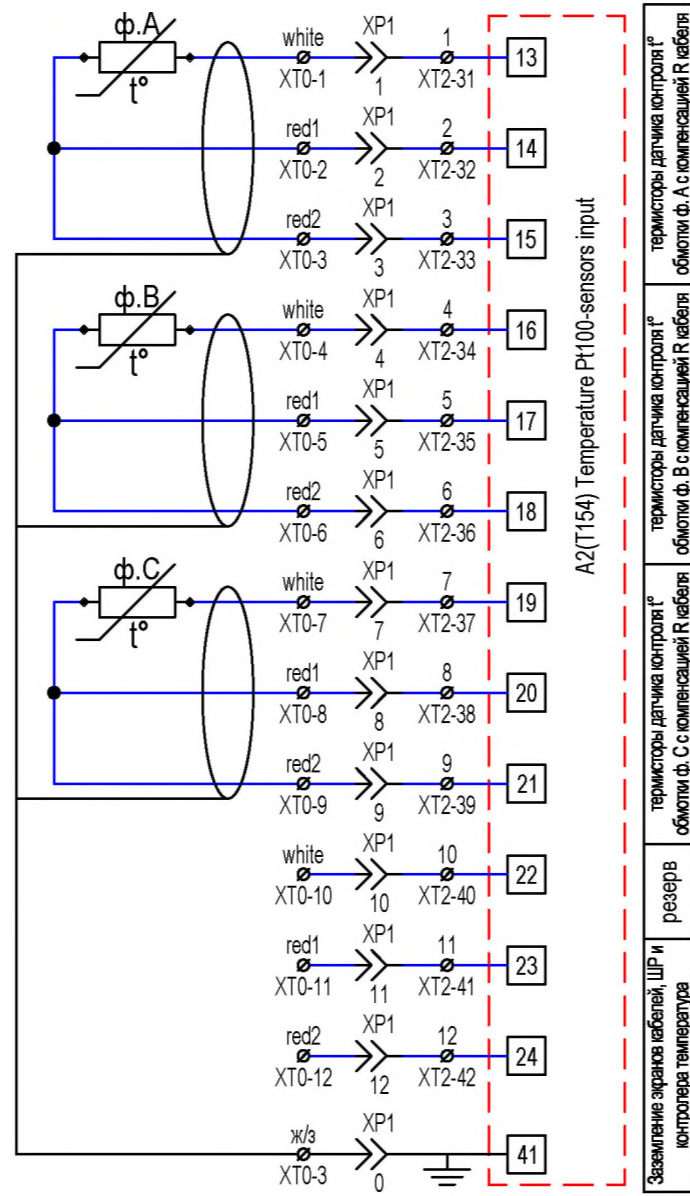 ф.А
t°
white
XT0-1
XP1
1
1
XT2-31
13
red1
XT0-2
XP1
2
2
XT2-32
14
red2
XT0-3
XP1
3
3
XT2-33
15
ф.В
t°
white
XT0-4
XP1
4
4
XT2-34
16
red1
XT0-5
XP1
5
5
XT2-35
17
red2
XT0-6
XP1
6
6
XT2-36
18
ф.С
t°
white
XT0-7
XP1
7
7
XT2-37
19
red1
XT0-8
XP1
8
8
XT2-38
20
red2
XT0-9
XP1
9
9
XT2-39
21
white
XT0-10
XP1
10
10
XT2-40
22
red1
XT0-11
XP1
11
11
XT2-41
23
red2
XT0-12
XP1
12
12
XT2-42
24
ж/з
XT0-3
XP1
0
41
A2(T154) Temperature Pt100-sensors input
термисторы датчика контроля t°
обмотки ф. А с компенсацией R кабеля
термисторы датчика контроля t°
обмотки ф. В с компенсацией R кабеля
термисторы датчика контроля t°
обмотки ф. С с компенсацией R кабеля
резерв
Заземление экранов кабелей, ШР и
контролера температура